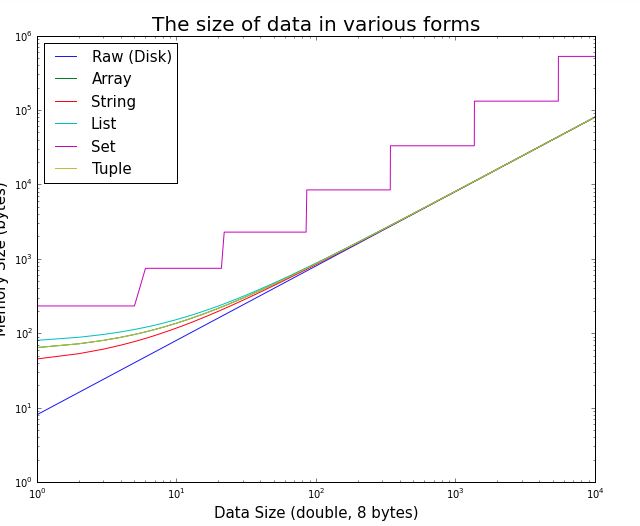 The size of data in various forms
Raw (Disk)
Array
String
List
Set
Tuple
Memory Size (bytes)
10^6
10^5
10^4
10^3
10^2
10^1
10^0
10^0 10^1 10^2 10^3 10^4
Data Size (double, 8 bytes)